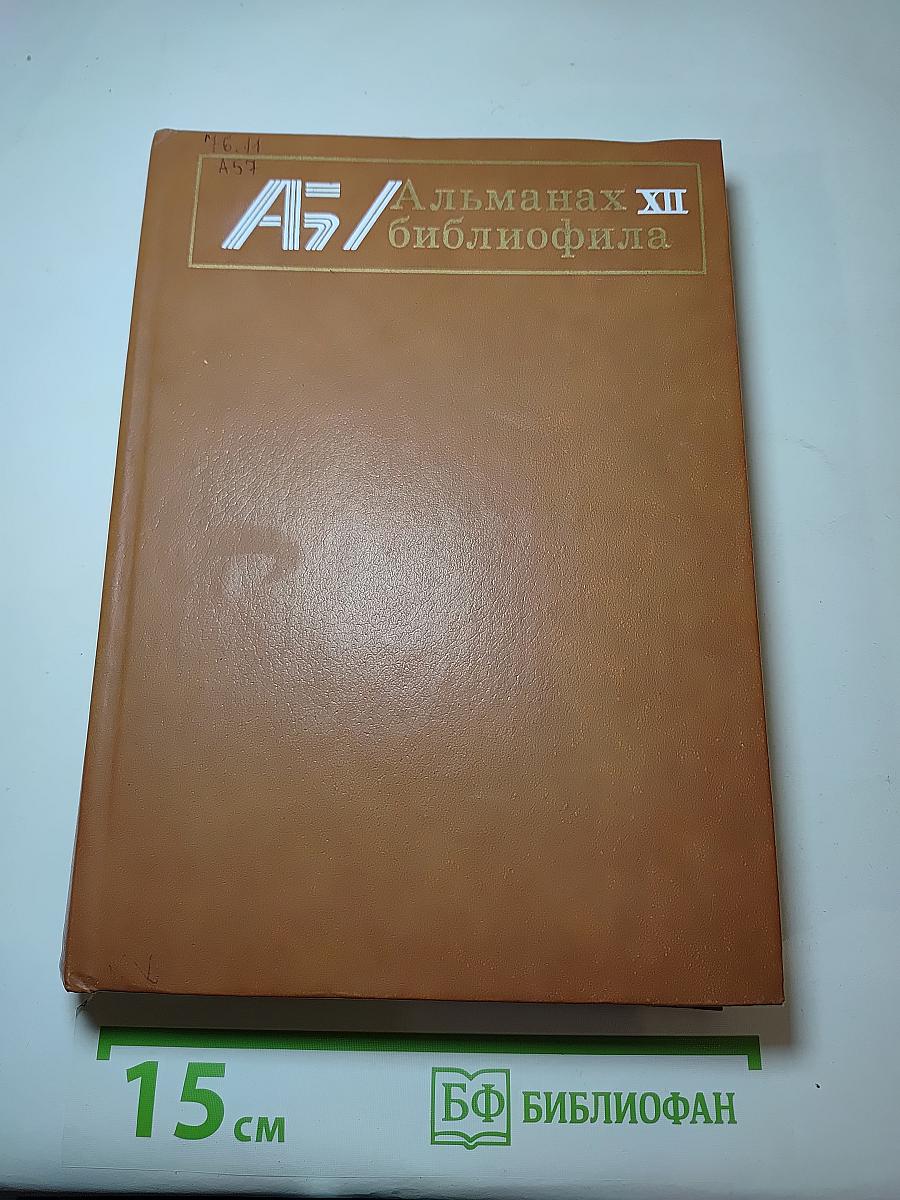 76.11
А57
АБ/
Альманах XII
библиофила
15 см
БФ БИБЛИОФАН